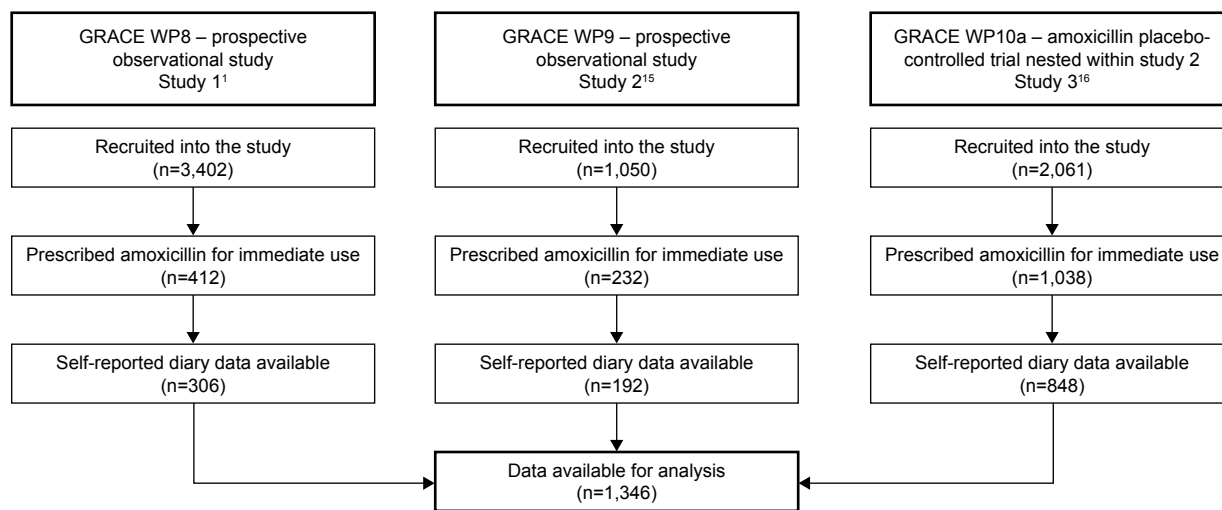 GRACE WP8 – prospective
observational study
Study 1¹
GRACE WP9 – prospective
observational study
Study 2¹⁵
GRACE WP10a – amoxicillin placebo-
controlled trial nested within study 2
Study 3¹⁶
Recruited into the study
(n=3,402)
Recruited into the study
(n=1,050)
Recruited into the study
(n=2,061)
Prescribed amoxicillin for immediate use
(n=412)
Prescribed amoxicillin for immediate use
(n=232)
Prescribed amoxicillin for immediate use
(n=1,038)
Self-reported diary data available
(n=306)
Self-reported diary data available
(n=192)
Self-reported diary data available
(n=848)
Data available for analysis
(n=1,346)